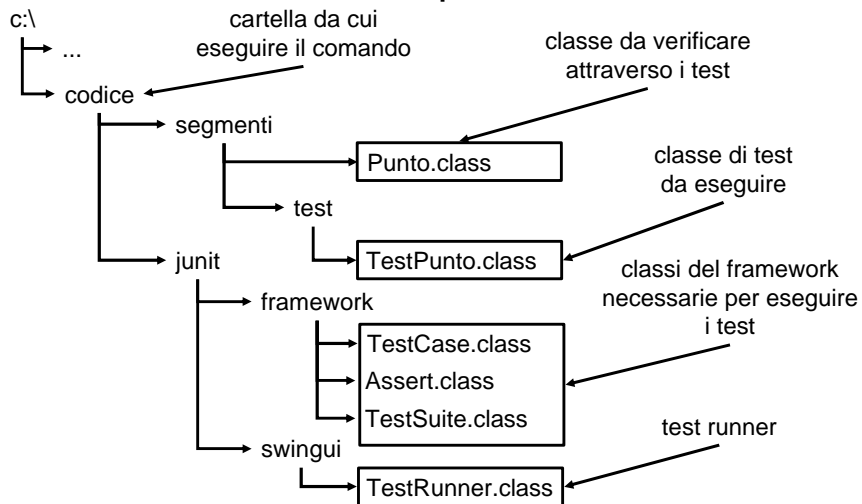 c:\
cartella da cui
eseguire il comando
...
classe da verificare
attraverso i test
codice
segmenti
Punto.class
classe di test
da eseguire
test
TestPunto.class
junit
classi del framework
necessarie per eseguire
i test
framework
TestCase.class
Assert.class
TestSuite.class
test runner
swingui
TestRunner.class